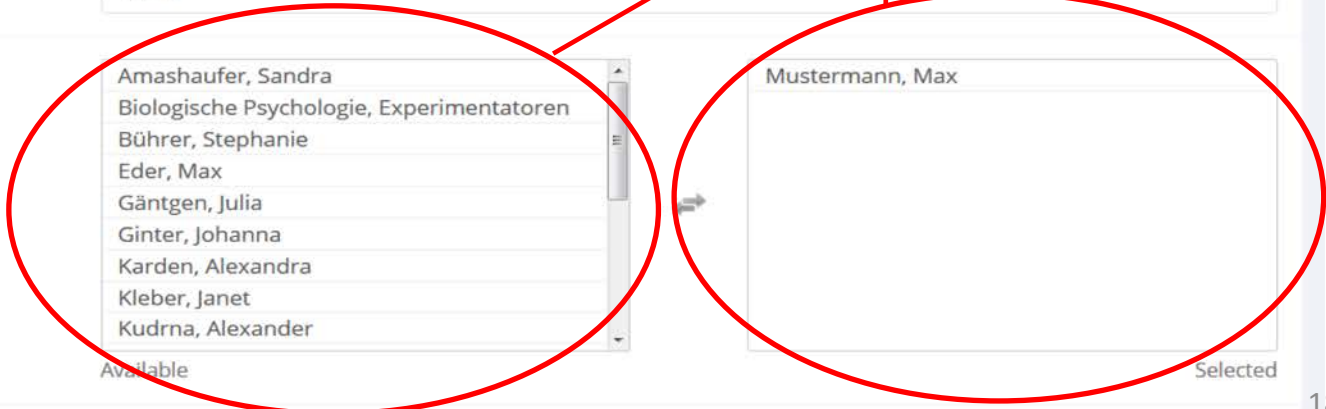 Amashaufer, Sandra
Biologische Psychologie, Experimentatoren
Bührer, Stephanie
Eder, Max
Gäntgen, Julia
Ginter, Johanna
Karden, Alexandra
Kleber, Janet
Kudrna, Alexander
Available
Mustermann, Max
Selected